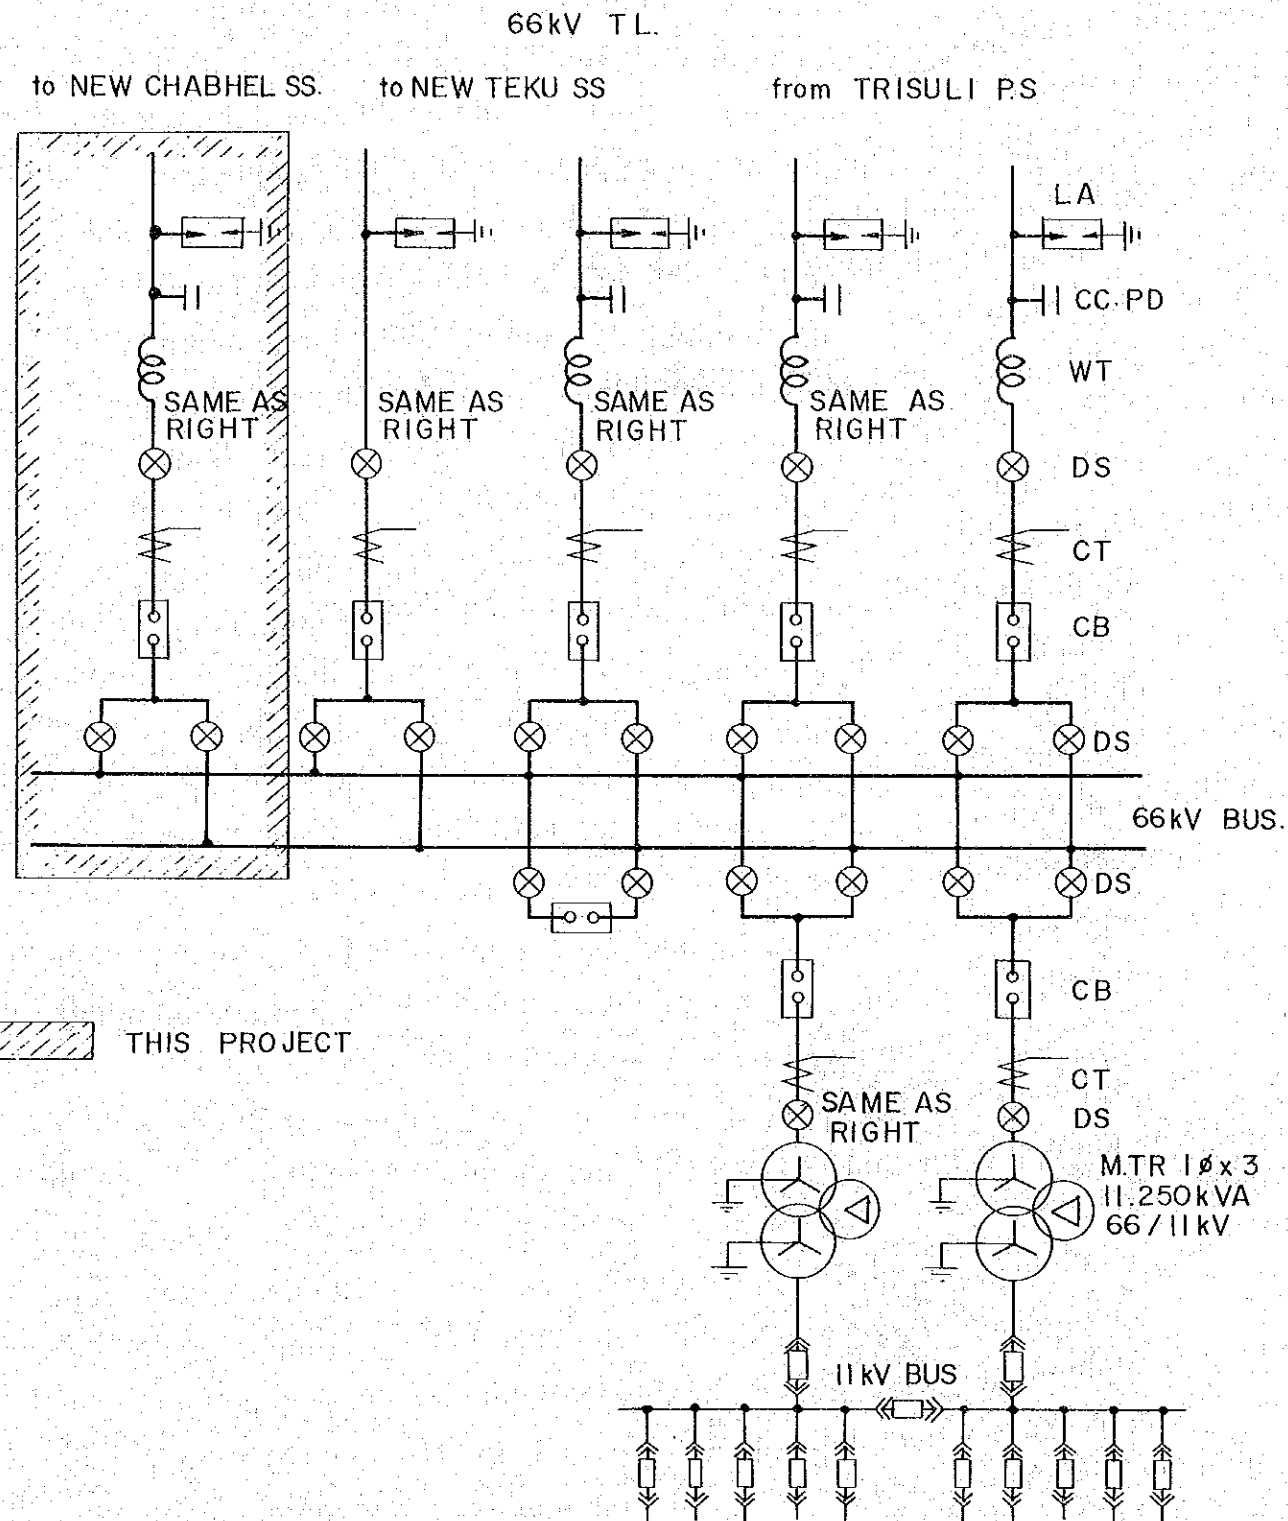 66kV T L.
to NEW CHABHEL SS.
to NEW TEKU SS
from TRISULI P.S
LA
CC·PD
WT
SAME AS
RIGHT
SAME AS
RIGHT
SAME AS
RIGHT
SAME AS
RIGHT
DS
CT
CB
DS
66kV BUS.
DS
CB
THIS PROJECT
CT
SAME AS
RIGHT
DS
M.TR 1ø x 3
11.250kVA
66/11kV
11kV BUS